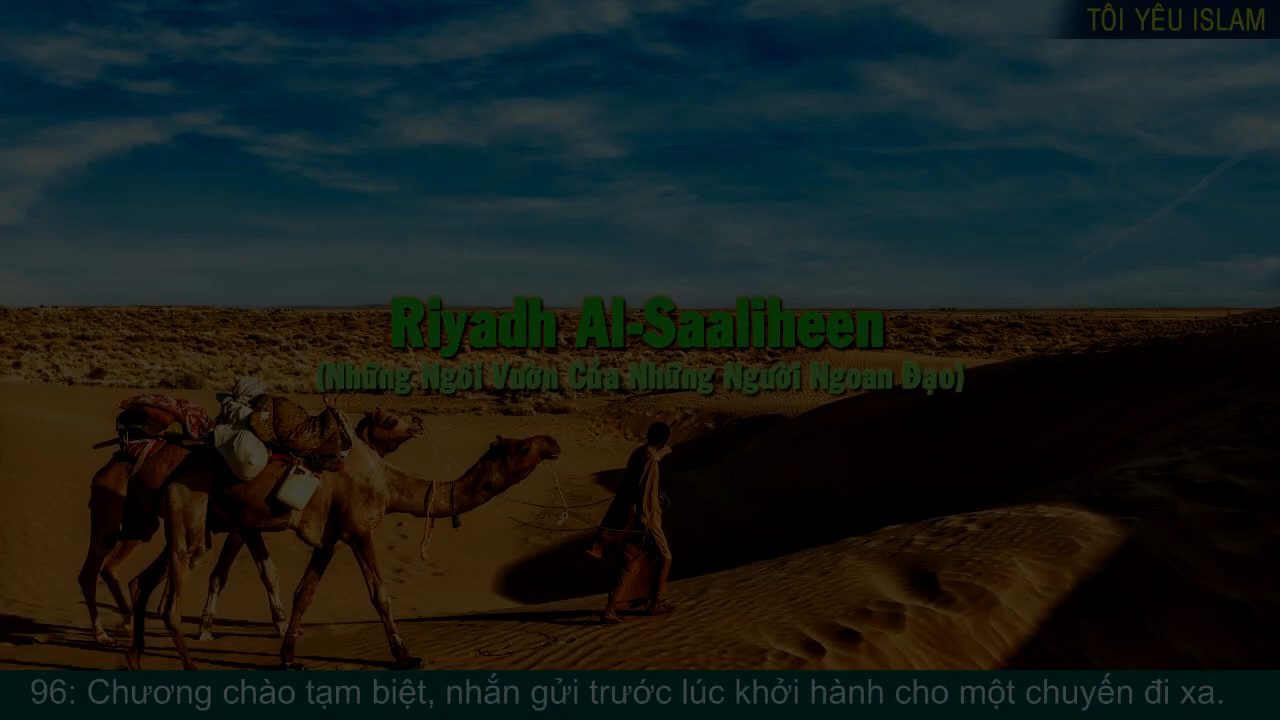 TÔI YÊU ISLAM
Riyadh Al-Saaliheen
(Những Ngôi Vườn Của Những Người Ngoan Đạo)
96: Chương chào tạm biệt, nhắn gửi trước lúc khởi hành cho một chuyến đi xa.